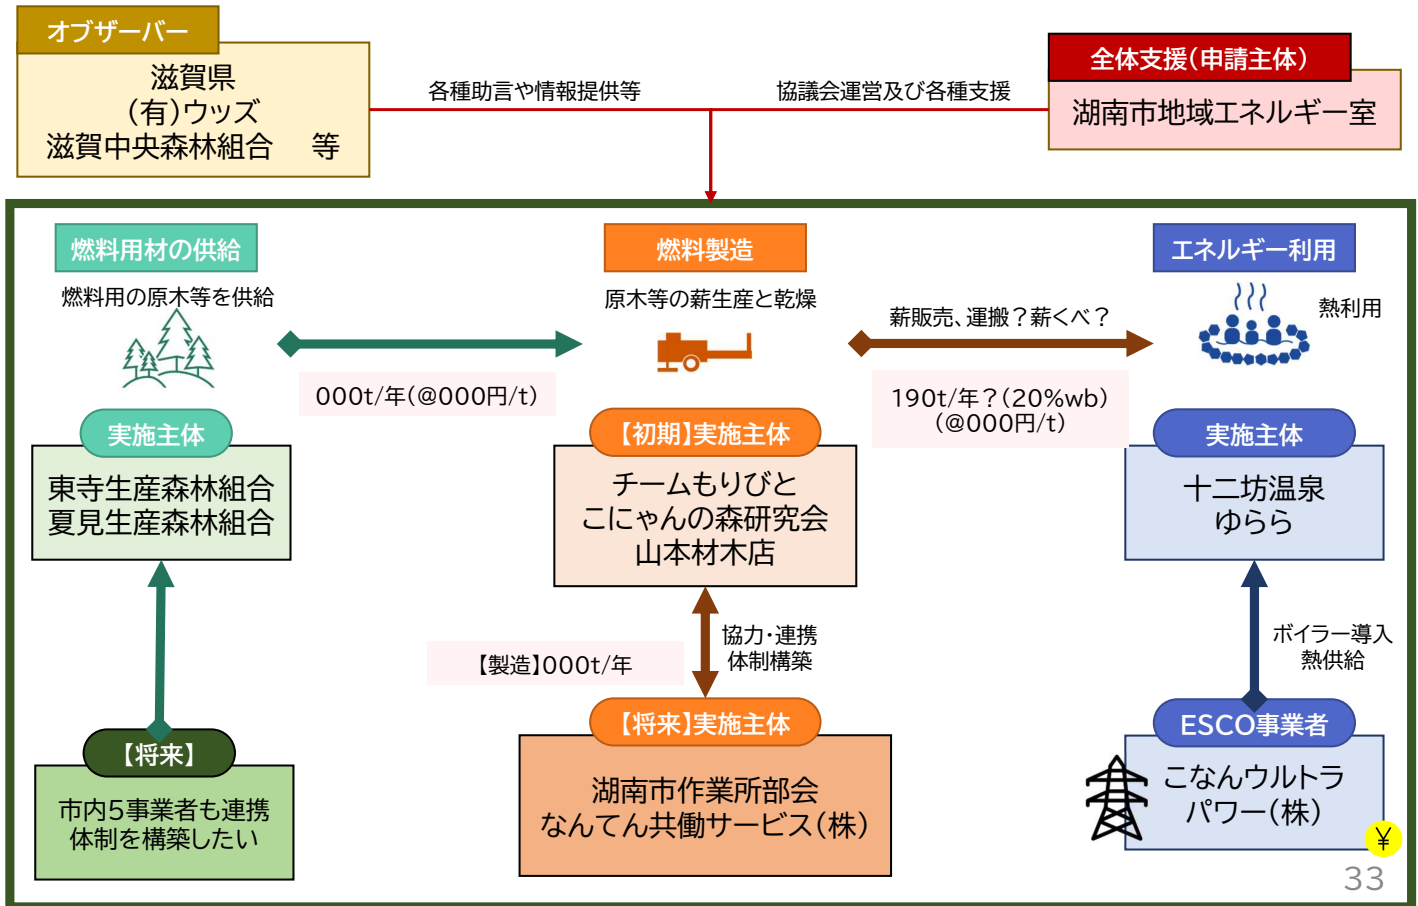 オブザーバー
滋賀県
(有)ウッズ
滋賀中央森林組合　等
各種助言や情報提供等
協議会運営及び各種支援
全体支援(申請主体)
湖南市地域エネルギー室
燃料用材の供給
燃料用の原木等を供給
000t/年(@000円/t)
実施主体
東寺生産森林組合
夏見生産森林組合
【将来】
市内5事業者も連携
体制を構築したい
燃料製造
原木等の薪生産と乾燥
【初期】実施主体
チームもりびと
こにゃんの森研究会
山本材木店
【製造】000t/年
協力・連携
体制構築
【将来】実施主体
湖南市作業所部会
なんてん共働サービス(株)
薪販売、運搬？薪くべ？
190t/年？(20%wb)
(@000円/t)
エネルギー利用
熱利用
実施主体
十二坊温泉
ゆらら
ボイラー導入
熱供給
ESCO事業者
こなんウルトラ
パワー(株)
¥
33